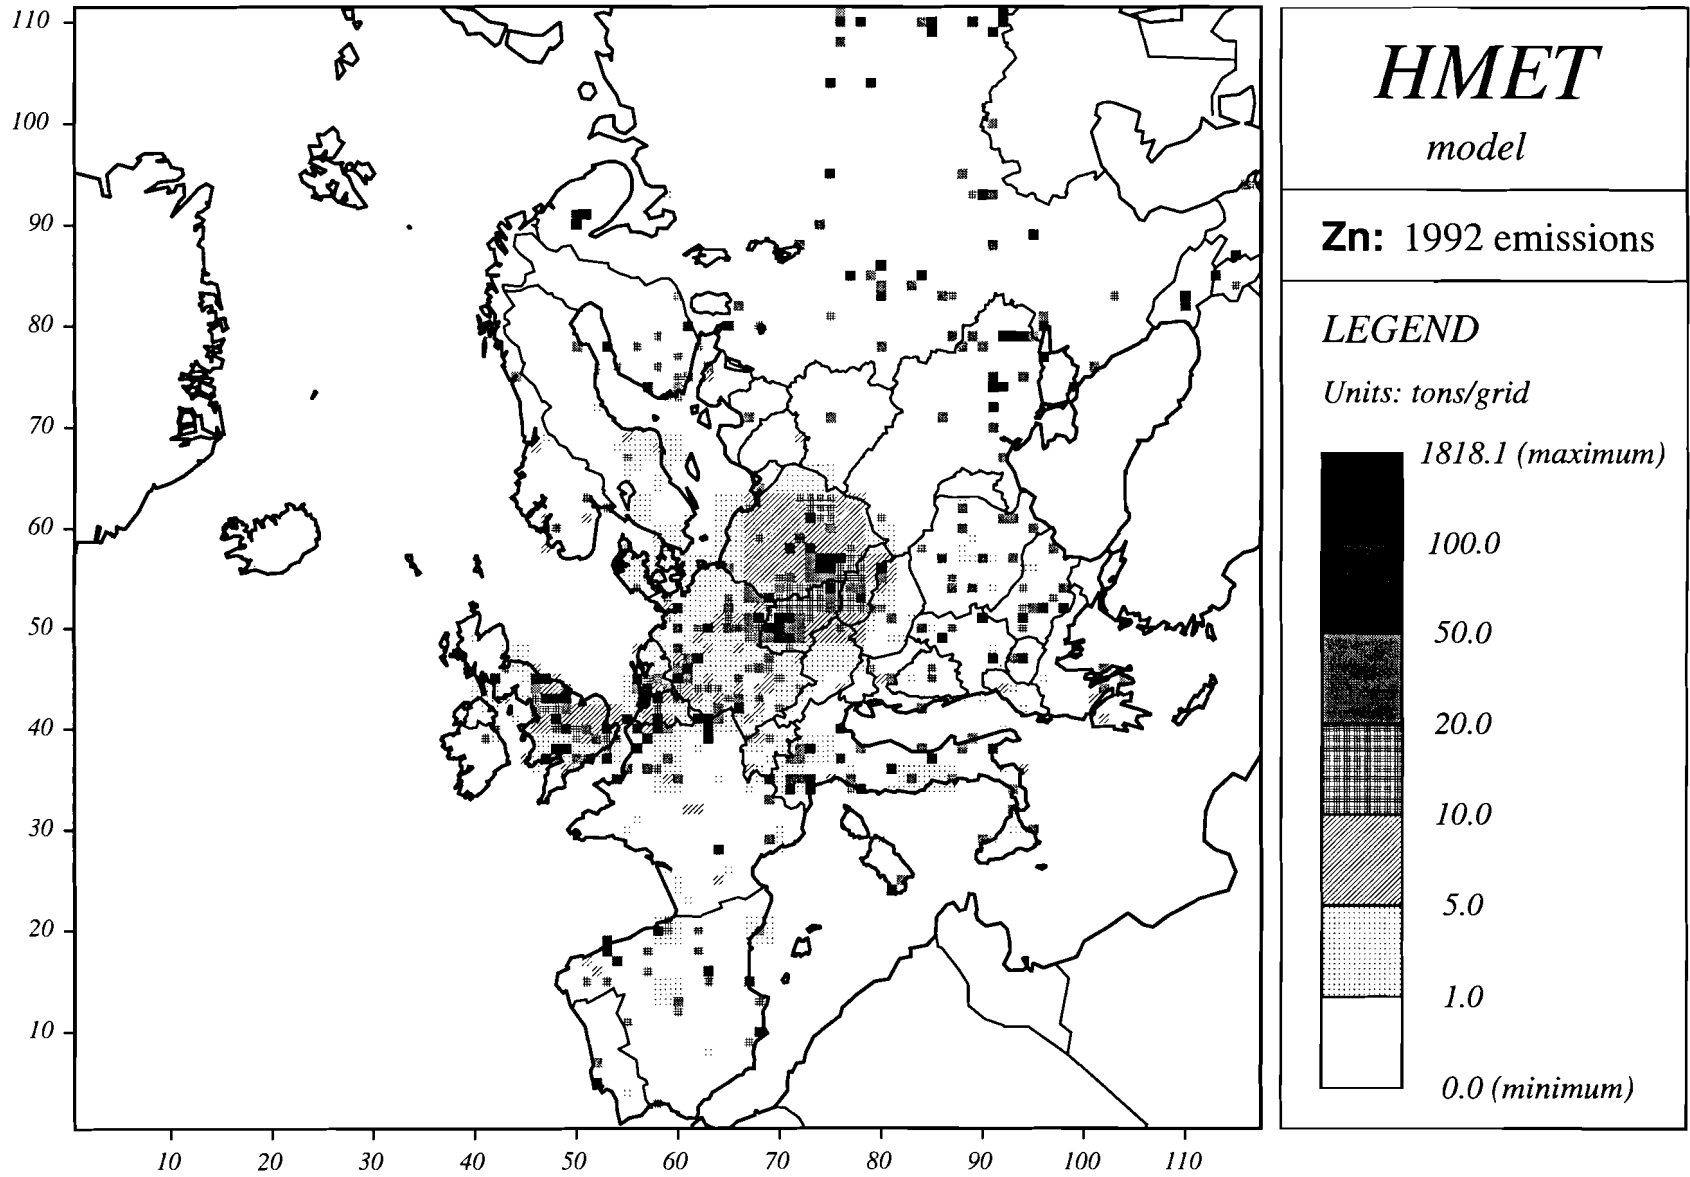 HMET
model
Zn: 1992 emissions
LEGEND
Units: tons/grid
1818.1 (maximum)
100.0
50.0
20.0
10.0
5.0
1.0
0.0 (minimum)
110
100
90
80
70
60
50
40
30
20
10
10 20 30 40 50 60 70 80 90 100 110